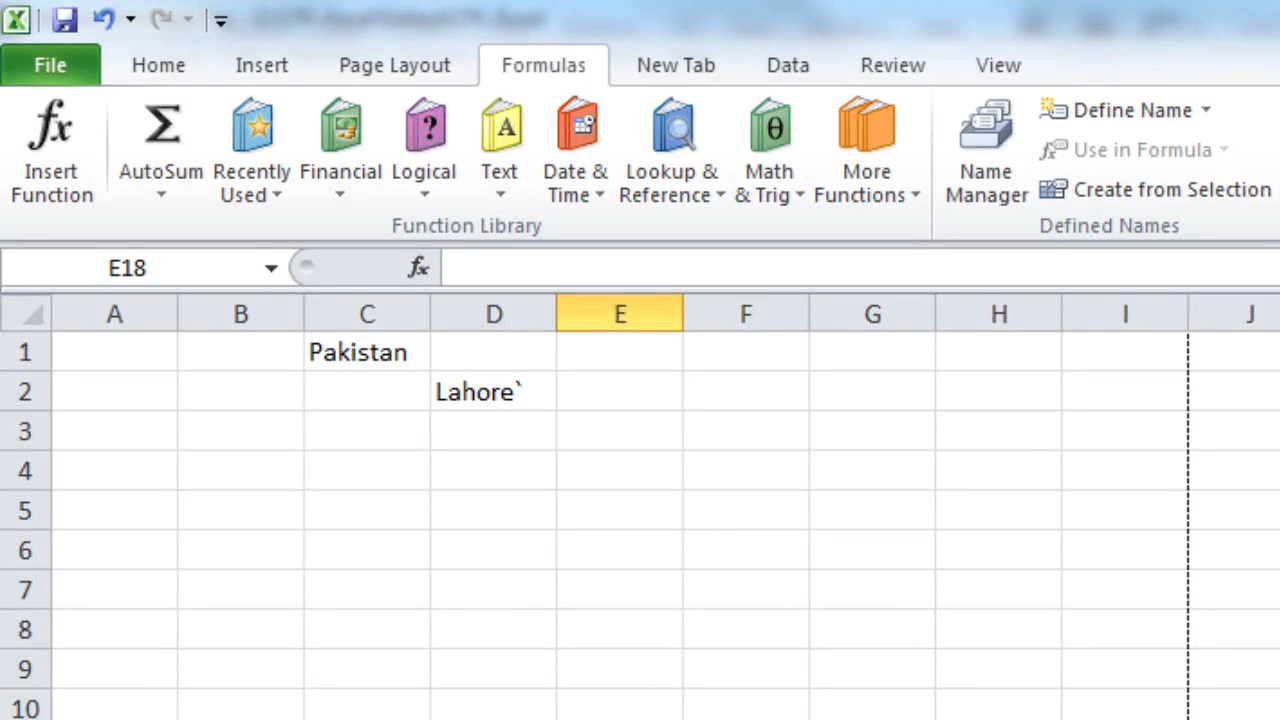 File Home Insert Page Layout Formulas New Tab Data Review View
fx Σ ? A θ
Insert Function AutoSum Recently Used Financial Logical Text Date & Time Lookup & Reference Math & Trig More Functions Name Manager
Define Name
Use in Formula
Create from Selection
Function Library Defined Names
E18 fx
A B C D E F G H I J
1 Pakistan
2 Lahore`
3
4
5
6
7
8
9
10